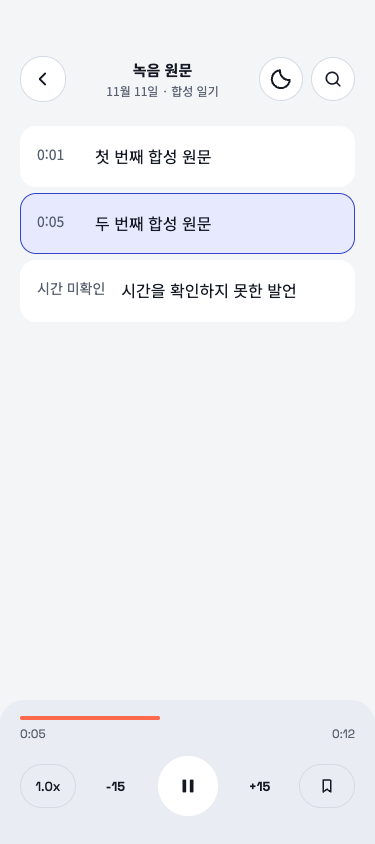 녹음 원문
11월 11일 · 합성 일기
0:01 첫 번째 합성 원문
0:05 두 번째 합성 원문
시간 미확인 시간을 확인하지 못한 발언
0:05 0:12
1.0x -15 +15